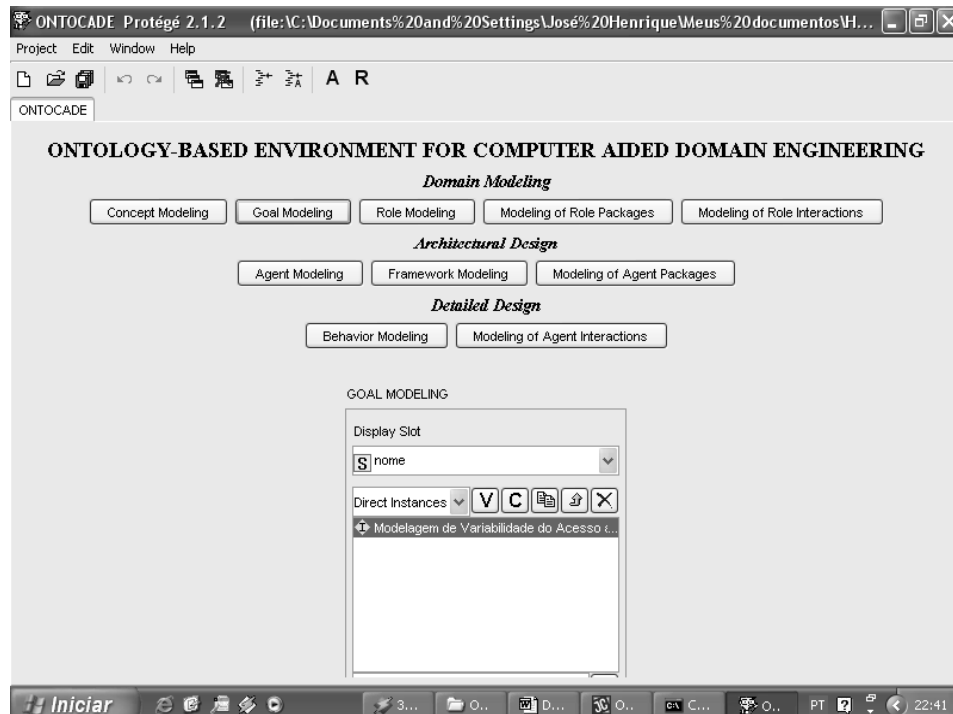 ONTOCADE Protégé 2.1.2 (file:\C:\Documents%20and%20Settings\José%20Henrique\Meus%20documentos\H...
Project Edit Window Help
A R
ONTOCADE
ONTOLOGY-BASED ENVIRONMENT FOR COMPUTER AIDED DOMAIN ENGINEERING
Domain Modeling
Concept Modeling Goal Modeling Role Modeling Modeling of Role Packages Modeling of Role Interactions
Architectural Design
Agent Modeling Framework Modeling Modeling of Agent Packages
Detailed Design
Behavior Modeling Modeling of Agent Interactions
GOAL MODELING
Display Slot
S nome
Direct Instances V C
I Modelagem de Variabilidade do Acesso a...
Iniciar 3... O.. D... O.. C... O.. PT ? 22:41